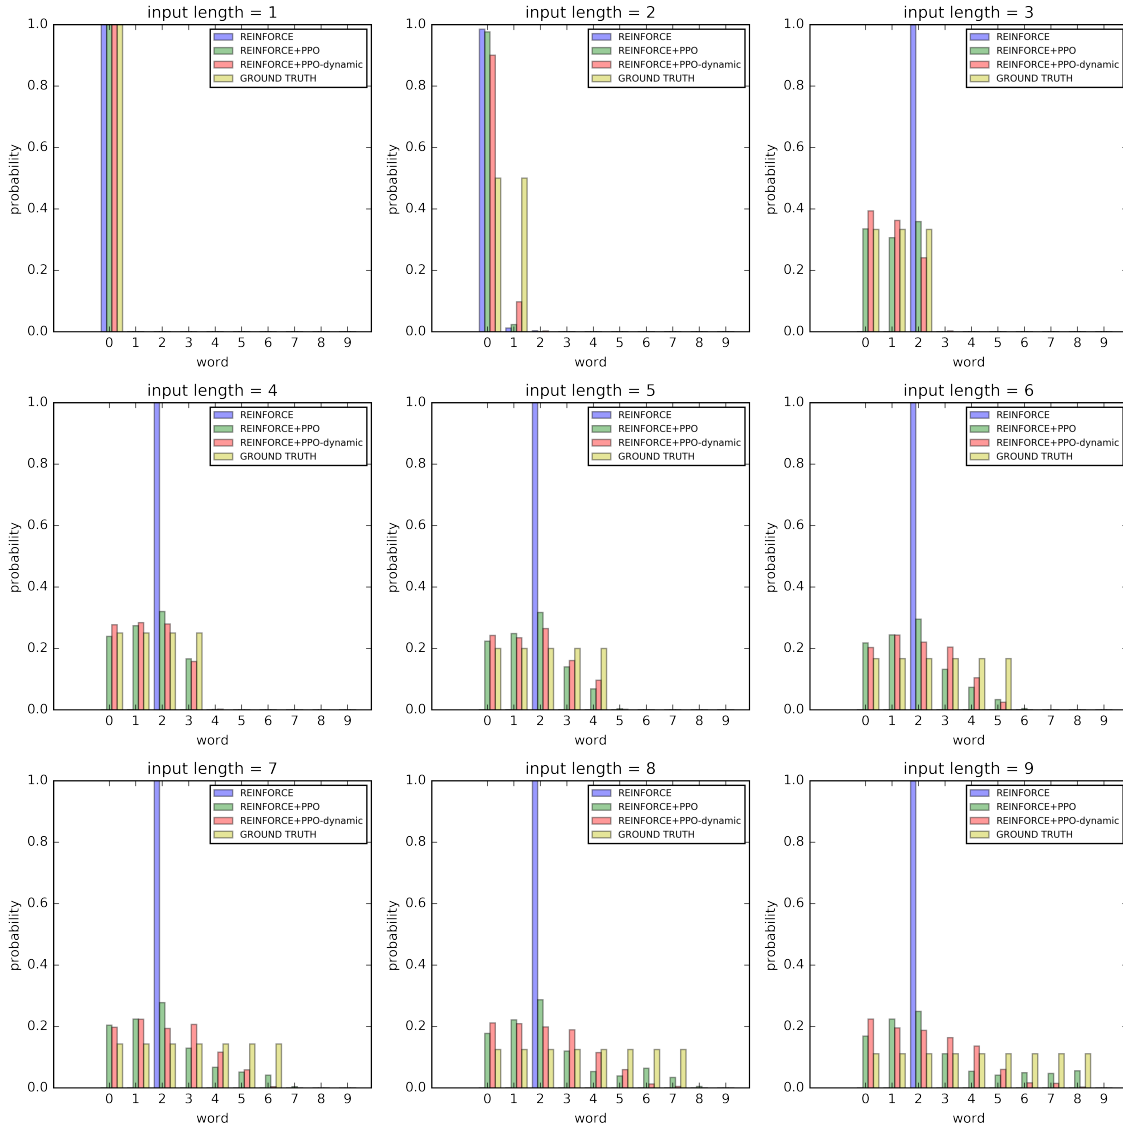 input length = 1
1.0
0.8
0.6
0.4
0.2
0.0
probability
REINFORCE
REINFORCE+PPO
REINFORCE+PPO-dynamic
GROUND TRUTH
0 1 2 3 4 5 6 7 8 9
word
input length = 2
1.0
0.8
0.6
0.4
0.2
0.0
probability
REINFORCE
REINFORCE+PPO
REINFORCE+PPO-dynamic
GROUND TRUTH
0 1 2 3 4 5 6 7 8 9
word
input length = 3
1.0
0.8
0.6
0.4
0.2
0.0
probability
REINFORCE
REINFORCE+PPO
REINFORCE+PPO-dynamic
GROUND TRUTH
0 1 2 3 4 5 6 7 8 9
word
input length = 4
1.0
0.8
0.6
0.4
0.2
0.0
probability
REINFORCE
REINFORCE+PPO
REINFORCE+PPO-dynamic
GROUND TRUTH
0 1 2 3 4 5 6 7 8 9
word
input length = 5
1.0
0.8
0.6
0.4
0.2
0.0
probability
REINFORCE
REINFORCE+PPO
REINFORCE+PPO-dynamic
GROUND TRUTH
0 1 2 3 4 5 6 7 8 9
word
input length = 6
1.0
0.8
0.6
0.4
0.2
0.0
probability
REINFORCE
REINFORCE+PPO
REINFORCE+PPO-dynamic
GROUND TRUTH
0 1 2 3 4 5 6 7 8 9
word
input length = 7
1.0
0.8
0.6
0.4
0.2
0.0
probability
REINFORCE
REINFORCE+PPO
REINFORCE+PPO-dynamic
GROUND TRUTH
0 1 2 3 4 5 6 7 8 9
word
input length = 8
1.0
0.8
0.6
0.4
0.2
0.0
probability
REINFORCE
REINFORCE+PPO
REINFORCE+PPO-dynamic
GROUND TRUTH
0 1 2 3 4 5 6 7 8 9
word
input length = 9
1.0
0.8
0.6
0.4
0.2
0.0
probability
REINFORCE
REINFORCE+PPO
REINFORCE+PPO-dynamic
GROUND TRUTH
0 1 2 3 4 5 6 7 8 9
word